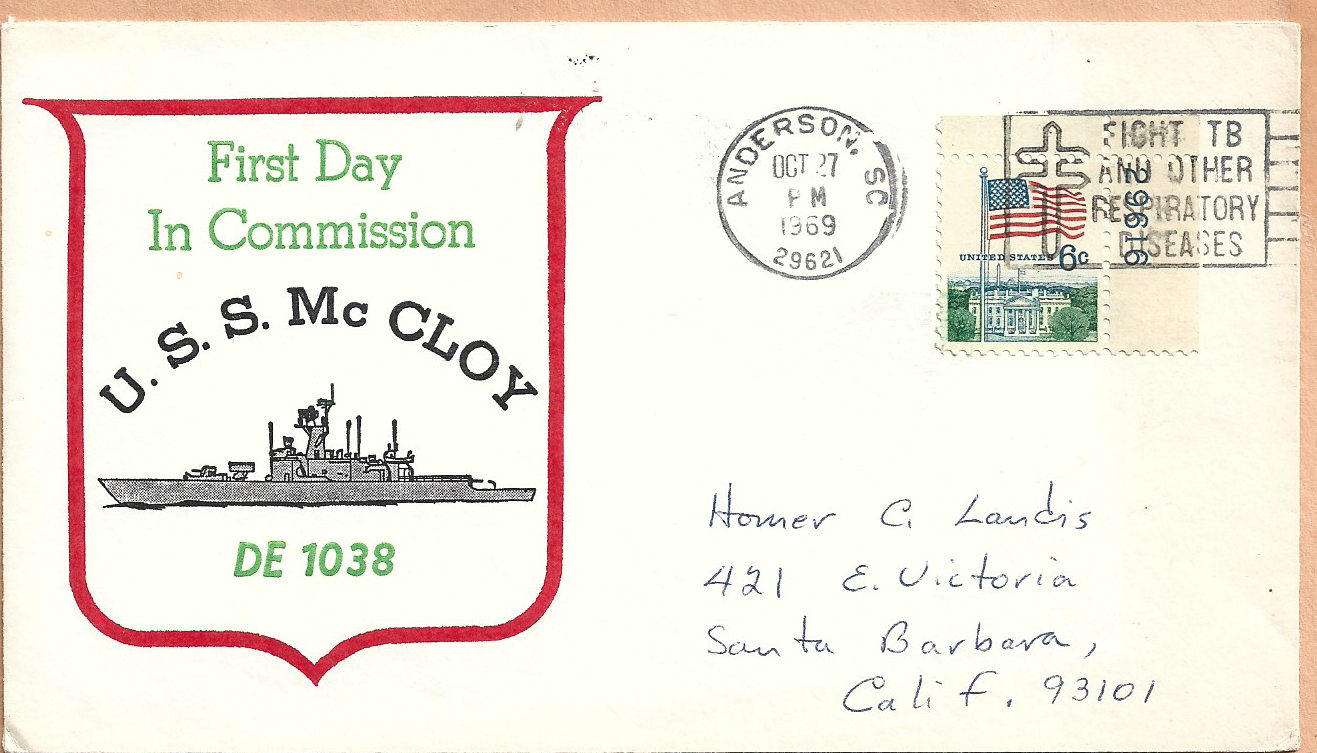 First Day
In Commission
U. S. S. Mc CLOY
DE 1038
ANDERSON, SC
OCT 27
PM
1969
29621
FIGHT TB
AND OTHER
RESPIRATORY
DISEASES
UNITED STATES 6c
Homer C. Landis
421 E. Victoria
Santa Barbara,
Calif. 93101